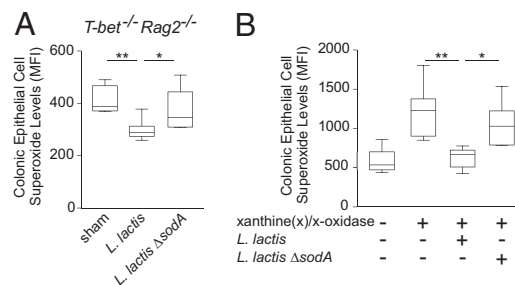 A
T-bet-/- Rag2-/-
Colonic Epithelial Cell
Superoxide Levels (MFI)
600
400
200
0
**
*
sham
L. lactis
L. lactis ΔsodA
B
Colonic Epithelial Cell
Superoxide Levels (MFI)
2000
1500
1000
500
0
**
*
xanthine(x)/x-oxidase - + + +
L. lactis - - + -
L. lactis ΔsodA - - - +